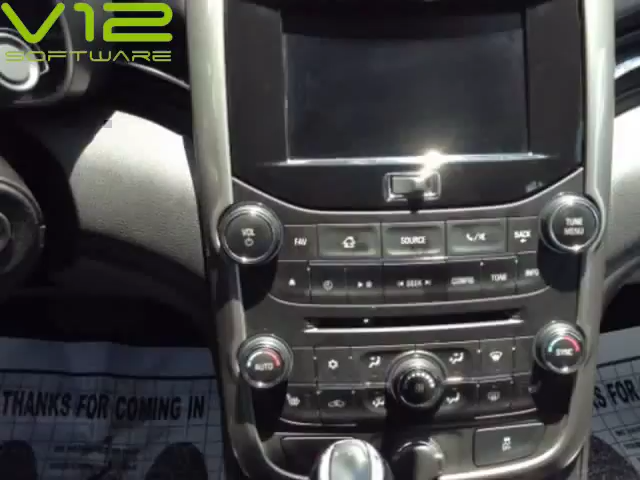 V12
SOFTWARE
VOL
FAV
SOURCE
BACK
TUNE
MENU
SEEK
CONFIG
TONE
INFO
AUTO
SYNC
THANKS FOR COMING IN
THANKS FOR